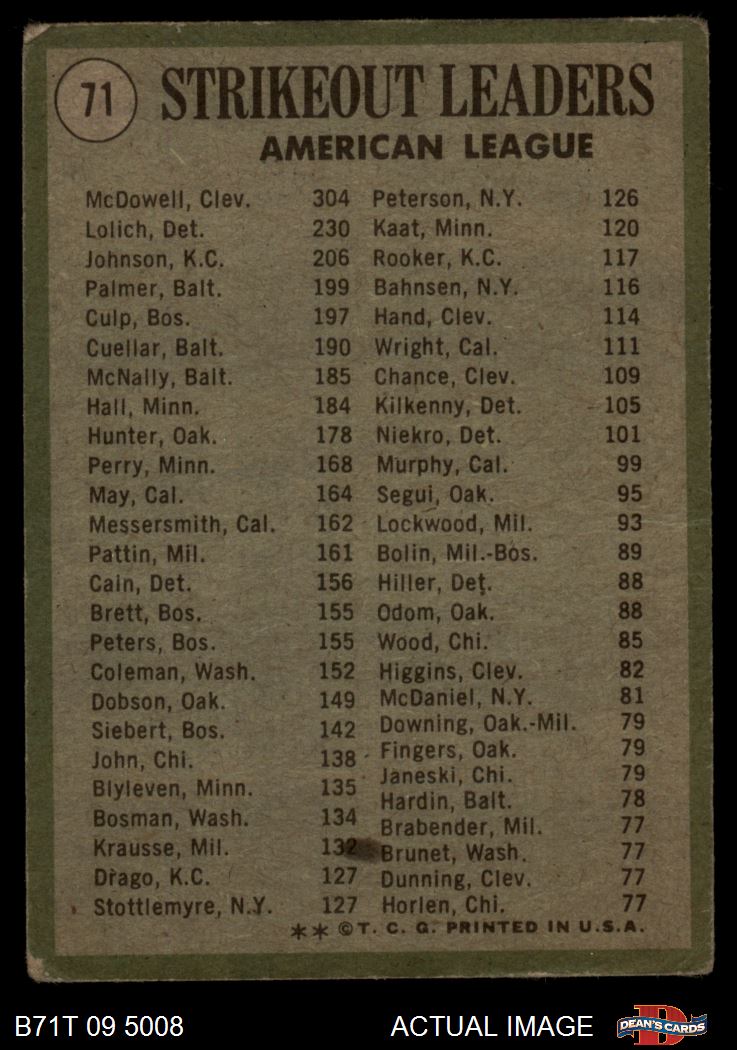 71
STRIKEOUT LEADERS
AMERICAN LEAGUE
McDowell, Clev. 304
Lolich, Det. 230
Johnson, K.C. 206
Palmer, Balt. 199
Culp, Bos. 197
Cuellar, Balt. 190
McNally, Balt. 185
Hall, Minn. 184
Hunter, Oak. 178
Perry, Minn. 168
May, Cal. 164
Messersmith, Cal. 162
Pattin, Mil. 161
Cain, Det. 156
Brett, Bos. 155
Peters, Bos. 155
Coleman, Wash. 152
Dobson, Oak. 149
Siebert, Bos. 142
John, Chi. 138
Blyleven, Minn. 135
Bosman, Wash. 134
Krausse, Mil. 132
Drago, K.C. 127
Stottlemyre, N.Y. 127
Peterson, N.Y. 126
Kaat, Minn. 120
Rooker, K.C. 117
Bahnsen, N.Y. 116
Hand, Clev. 114
Wright, Cal. 111
Chance, Clev. 109
Kilkenny, Det. 105
Niekro, Det. 101
Murphy, Cal. 99
Segui, Oak. 95
Lockwood, Mil. 93
Bolin, Mil.-Bos. 89
Hiller, Det. 88
Odom, Oak. 88
Wood, Chi. 85
Higgins, Clev. 82
McDaniel, N.Y. 81
Downing, Oak.-Mil. 79
Fingers, Oak. 79
Janeski, Chi. 79
Hardin, Balt. 78
Brabender, Mil. 77
Brunet, Wash. 77
Dunning, Clev. 77
Horlen, Chi. 77
** ©T. C. G. PRINTED IN U.S.A.
B71T 09 5008
ACTUAL IMAGE
D
DEAN'S CARDS